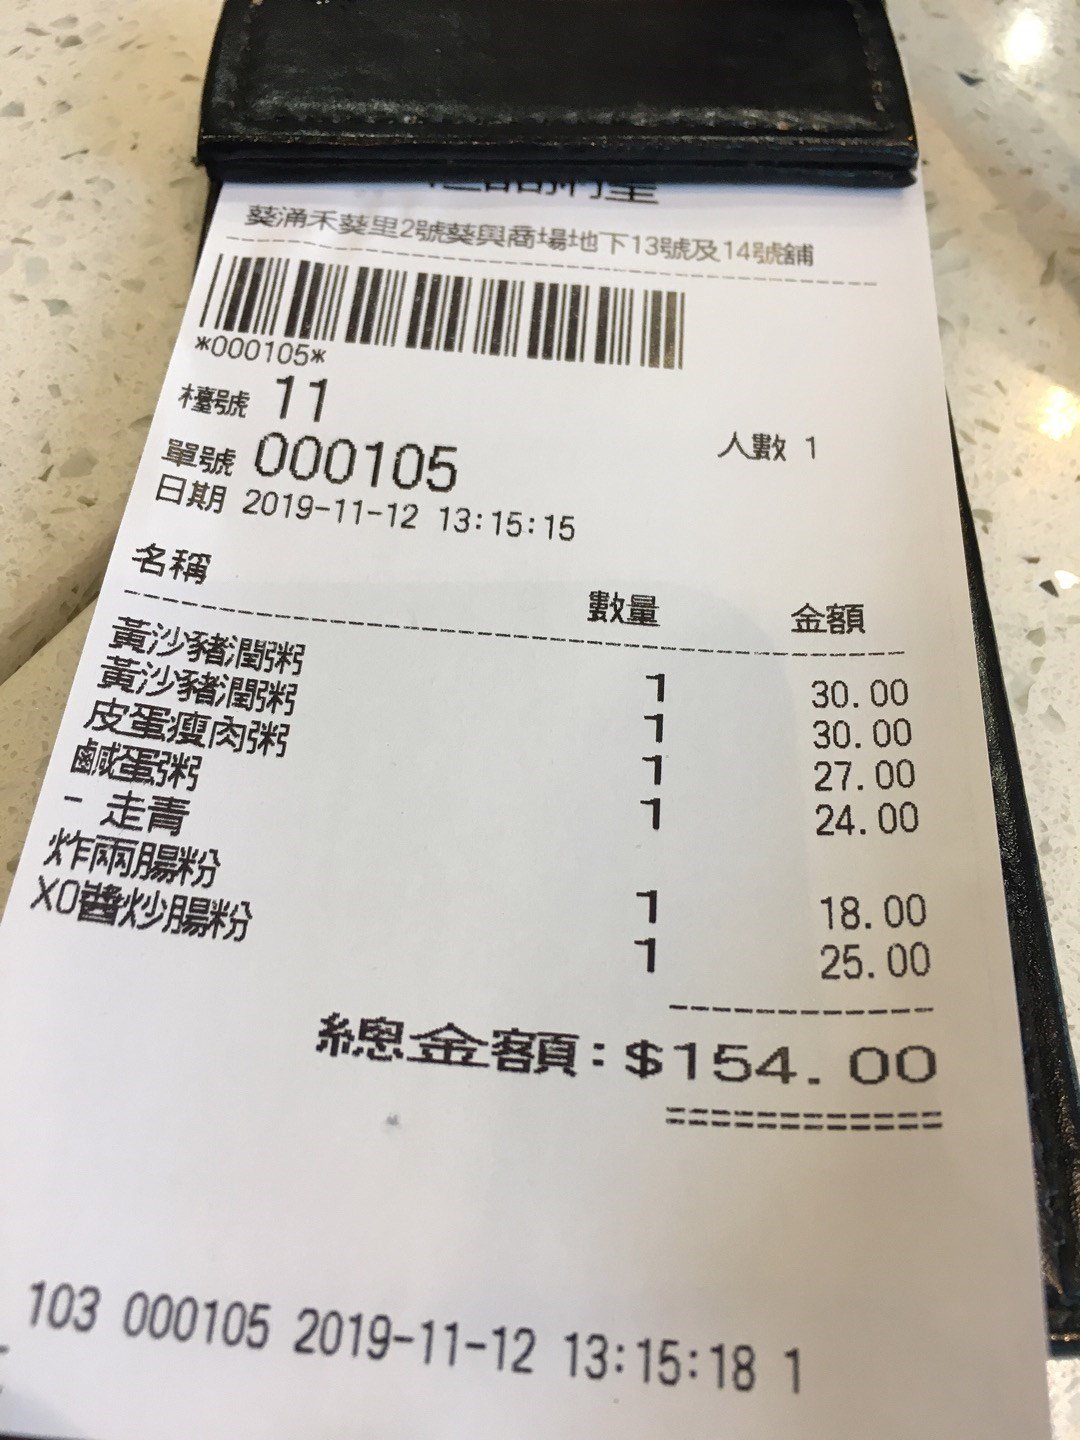 葵涌禾葵里2號葵興商場地下13號及14號舖
*000105*
檯號 11
人數 1
單號 000105
日期 2019-11-12 13:15:15
名稱 數量 金額
黃沙豬潤粥 1 30.00
黃沙豬潤粥 1 30.00
皮蛋瘦肉粥 1 27.00
鹹蛋粥 1 24.00
- 走青
炸兩腸粉 1 18.00
XO醬炒腸粉 1 25.00
總金額:$154.00
103 000105 2019-11-12 13:15:18 1